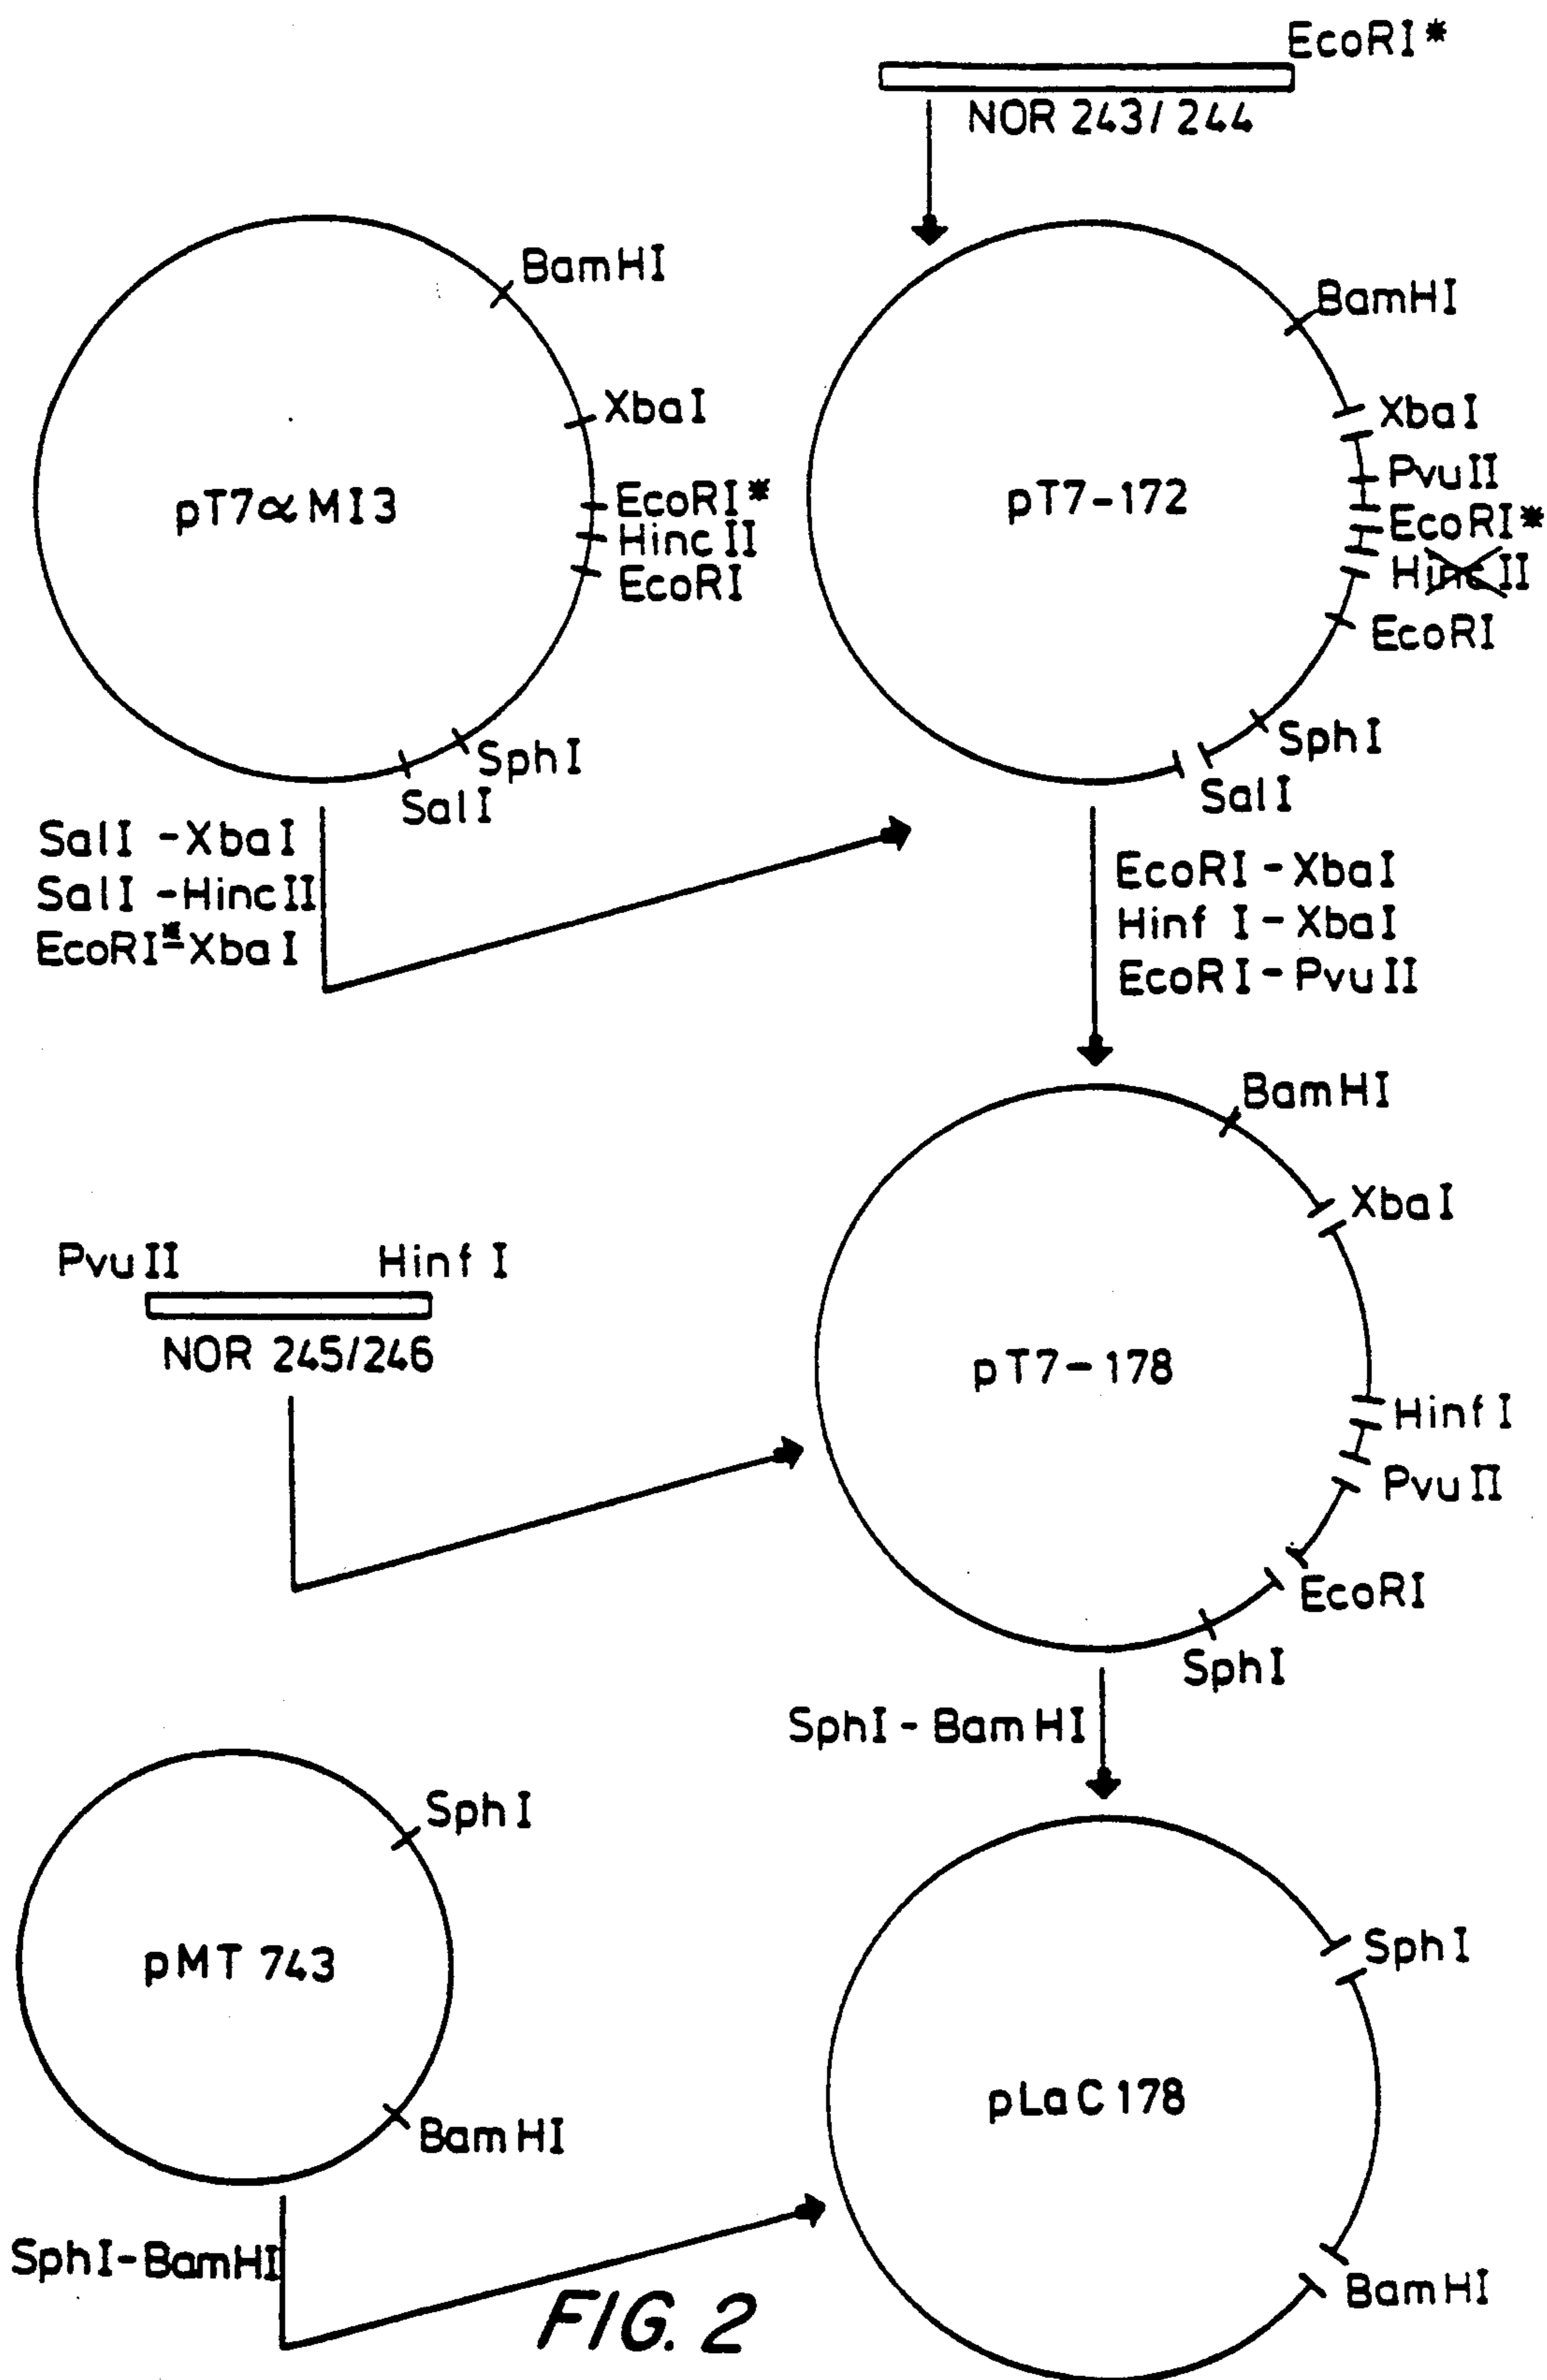 EcoRI*
NOR 243/244
BamHI
XbaI
pT7αMI3
EcoRI*
HincII
EcoRI
SphI
SalI
BamHI
XbaI
PvuII
pT7-172
EcoRI*
HincII
EcoRI
SphI
SalI
SalI -XbaI
SalI -HincII
EcoRI*-XbaI
EcoRI-XbaI
Hinf I-XbaI
EcoRI-PvuII
PvuII
Hinf I
NOR 245/246
BamHI
XbaI
pT7-178
Hinf I
PvuII
EcoRI
SphI
SphI-BamHI
SphI
pMT 743
BamHI
SphI-BamHI
SphI
pLaC178
BamHI
FIG. 2